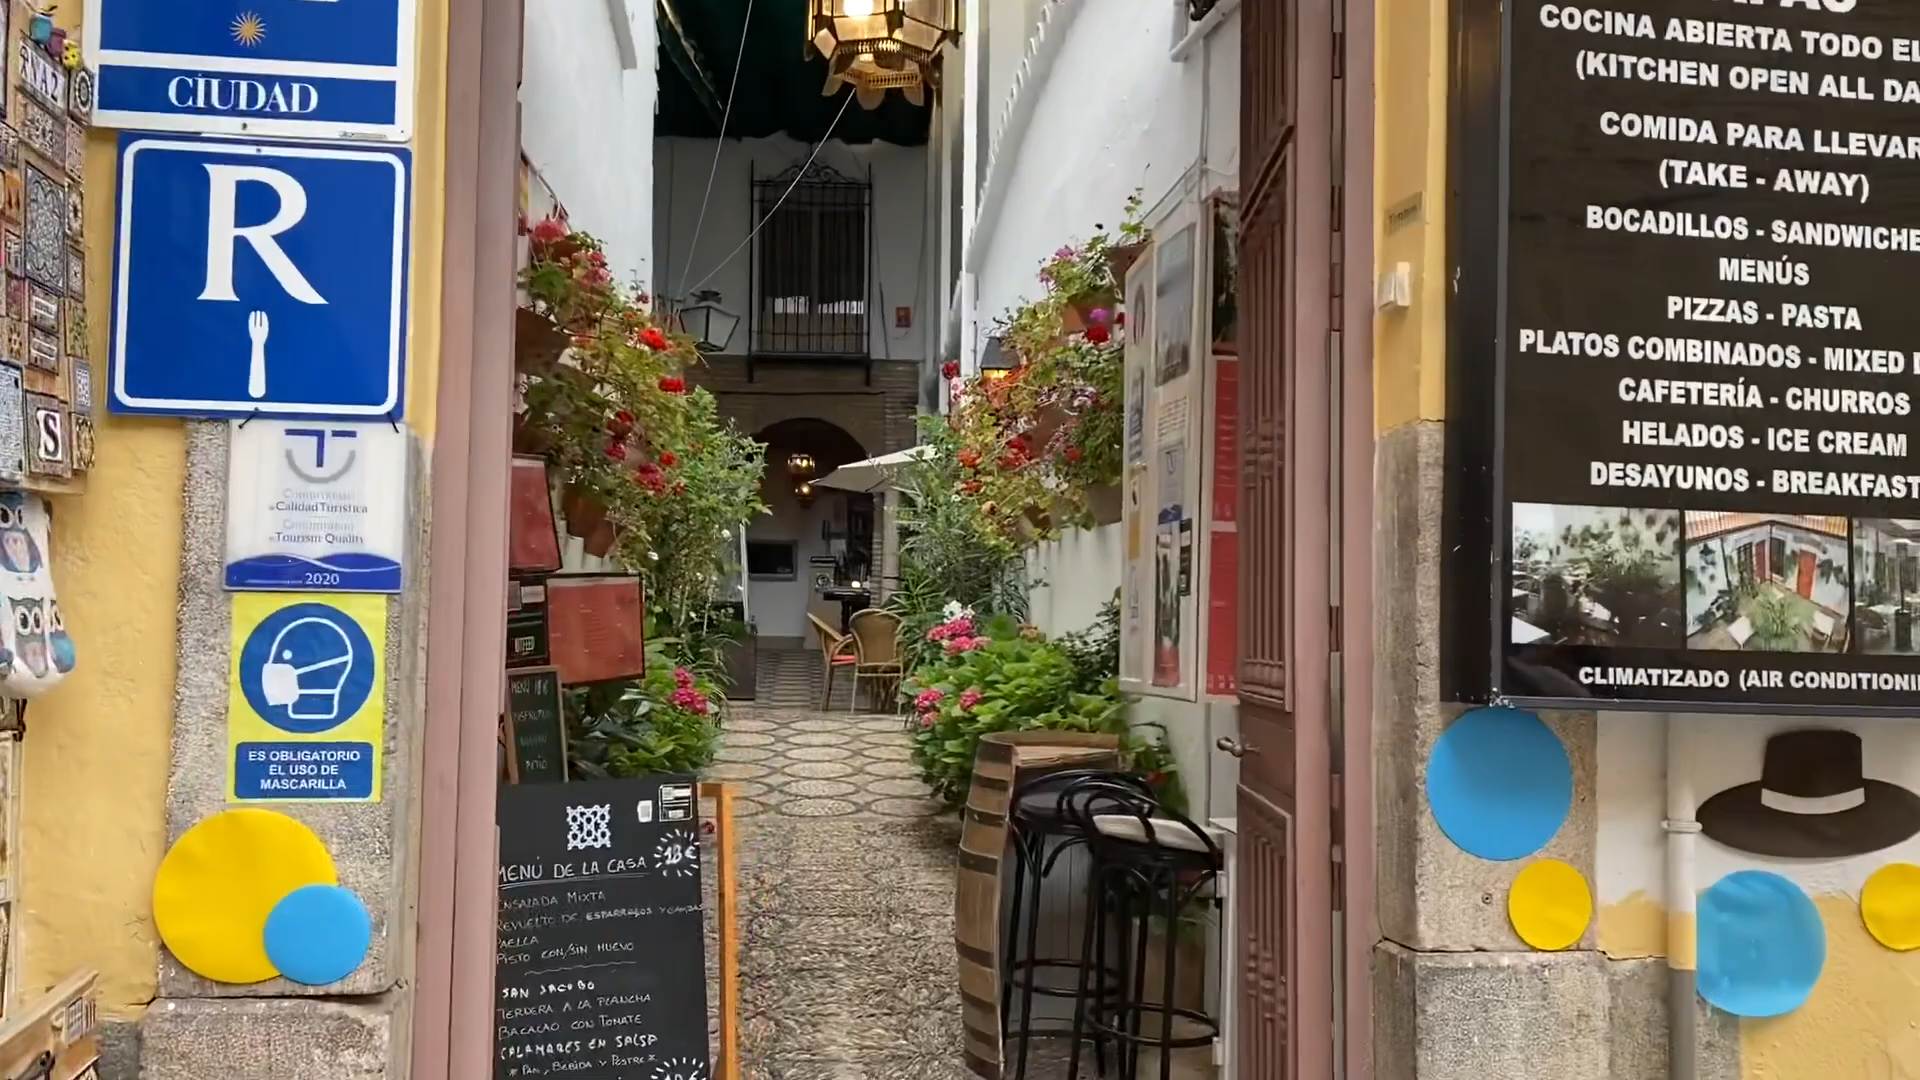 CIUDAD
R
Compromiso
de Calidad Turística
Commitment
to Tourism Quality
2020
ES OBLIGATORIO
EL USO DE
MASCARILLA
S
MENÚ DE LA CASA
13€
ENSALADA MIXTA
REVUELTO DE ESPARRAGOS Y GAMBAS
PAELLA
PISTO CON/SIN HUEVO
SAN JACOBO
TERNERA A LA PLANCHA
BACALAO CON TOMATE
CALAMARES EN SALSA
* PAN, BEBIDA Y POSTRE *
COCINA ABIERTA TODO EL
(KITCHEN OPEN ALL DA
COMIDA PARA LLEVAR
(TAKE - AWAY)
BOCADILLOS - SANDWICHE
MENÚS
PIZZAS - PASTA
PLATOS COMBINADOS - MIXED D
CAFETERÍA - CHURROS
HELADOS - ICE CREAM
DESAYUNOS - BREAKFAST
CLIMATIZADO (AIR CONDITIONI